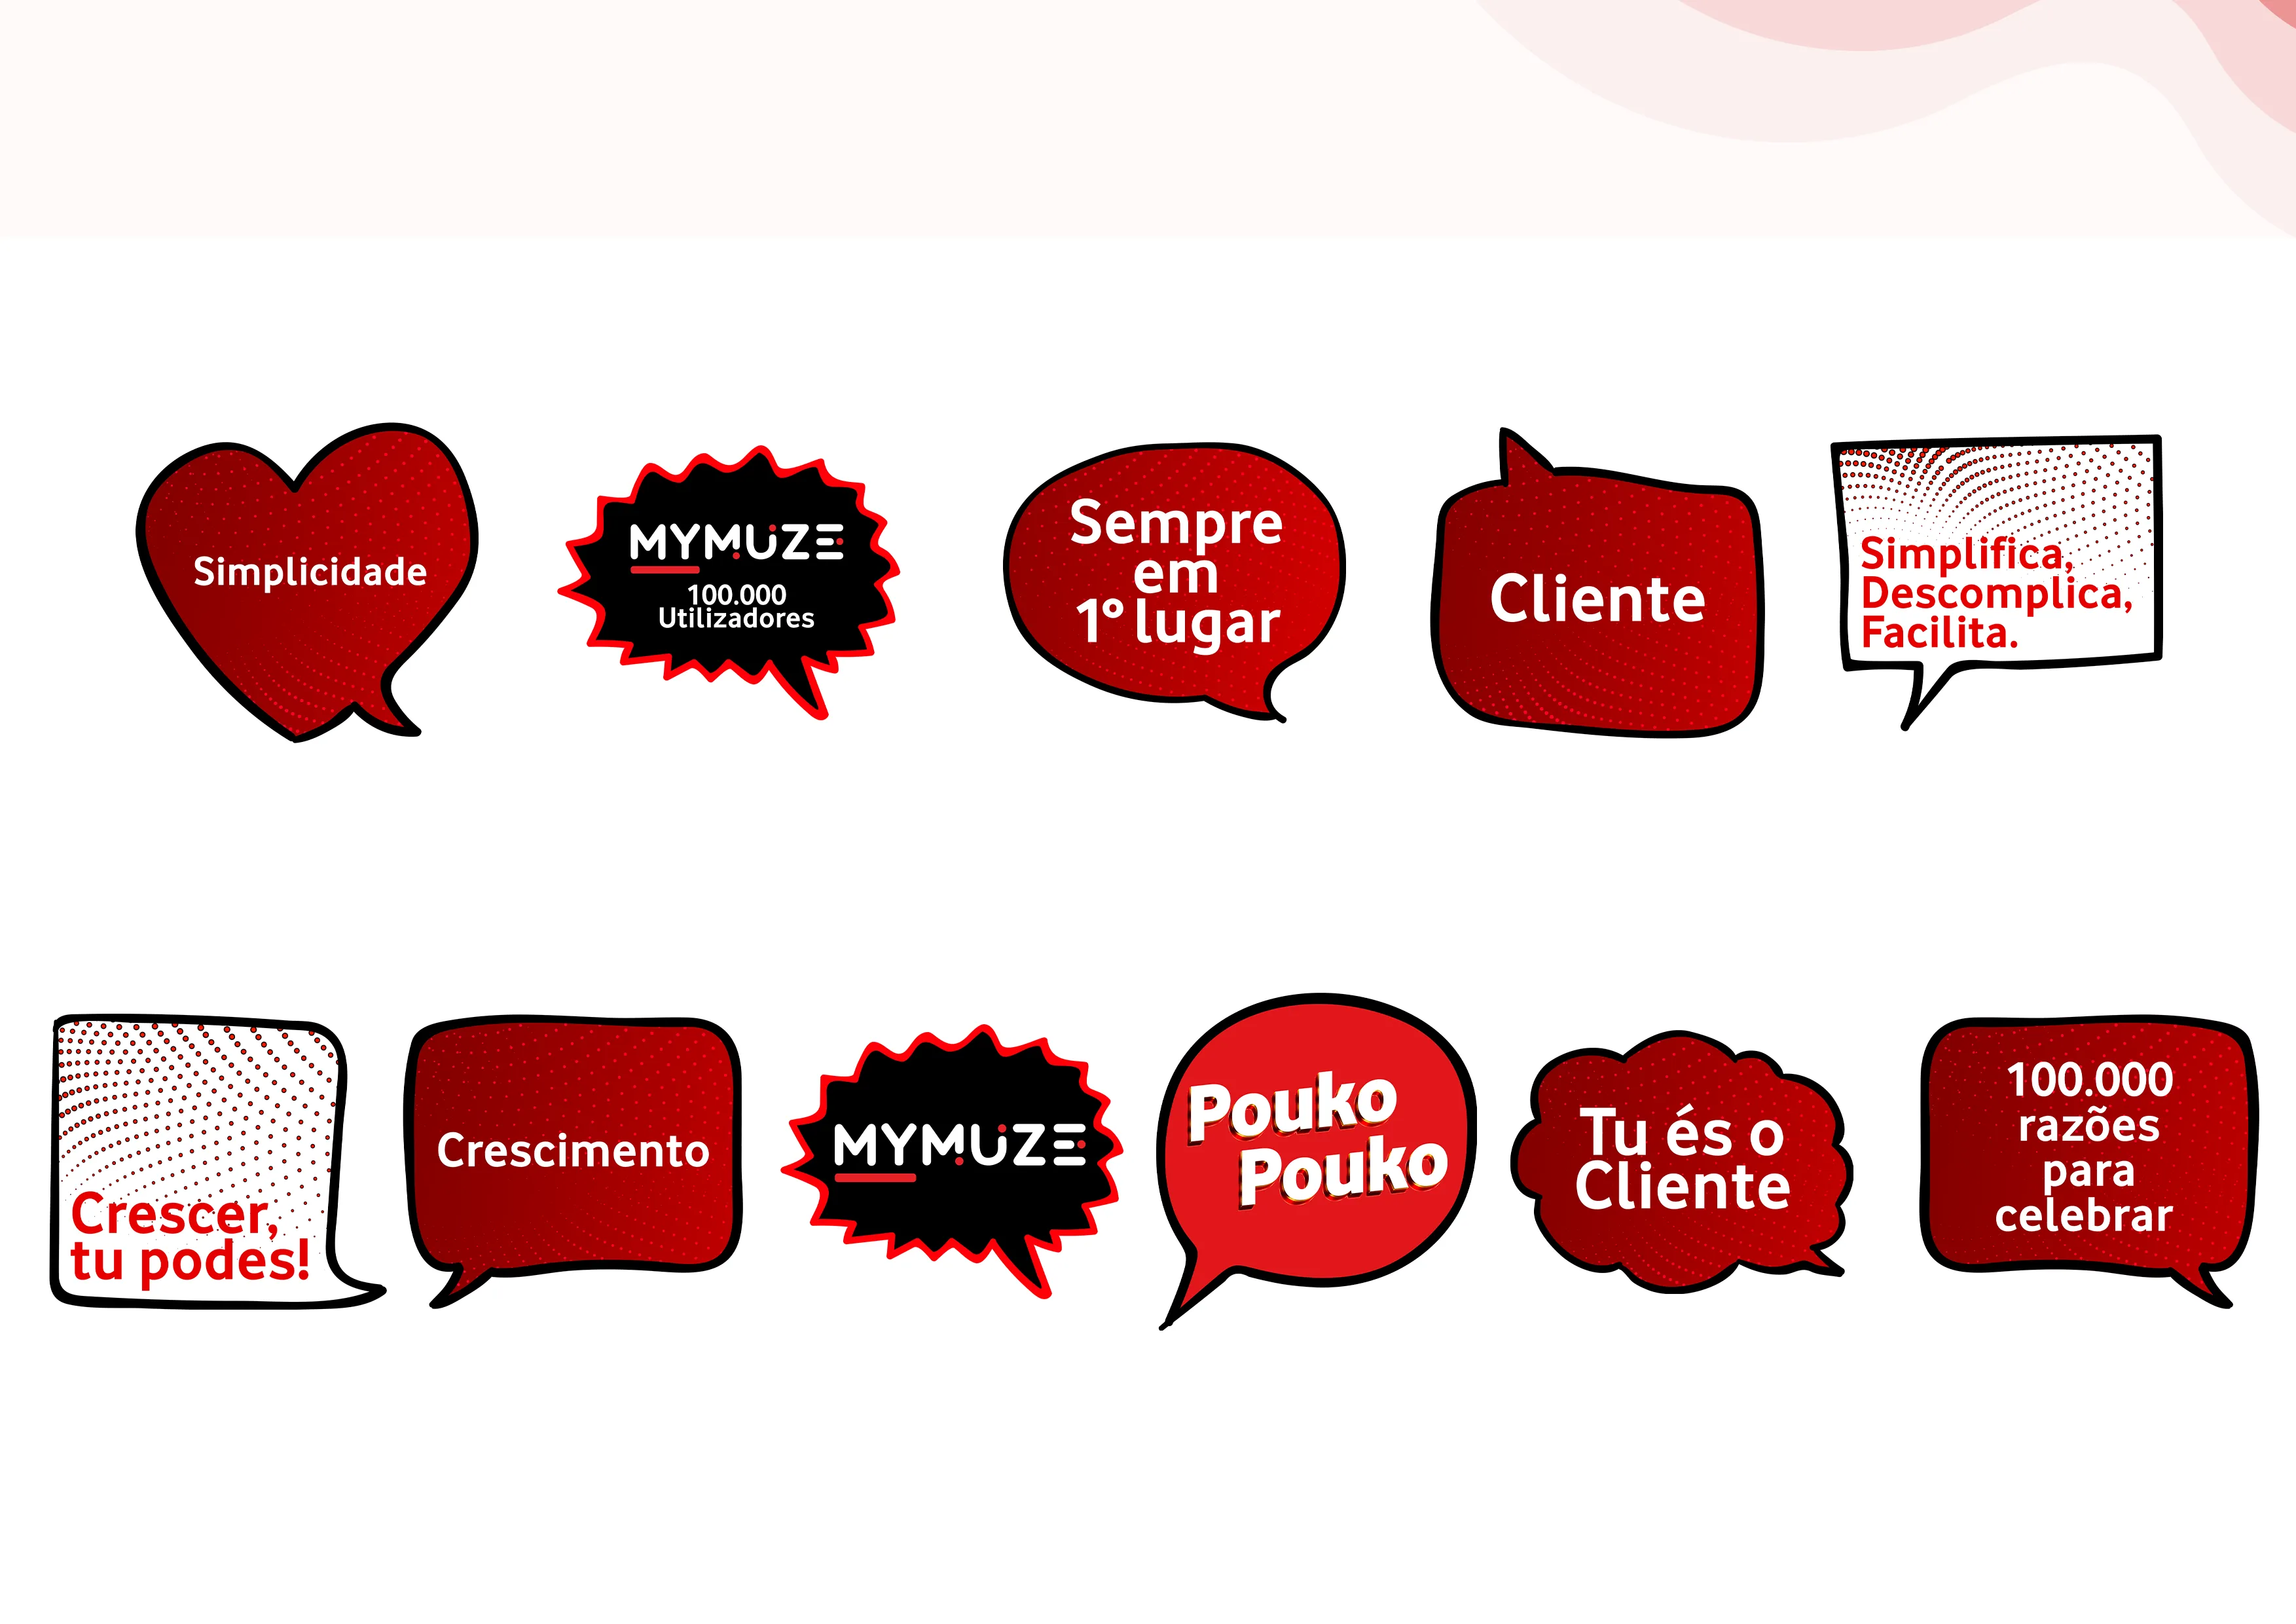 Simplicidade
MYMUZE
100.000
Utilizadores
Sempre
em
1º lugar
Cliente
Simplifica,
Descomplica,
Facilita.
Crescer,
tu podes!
Crescimento
MYMUZE
Pouko
Pouko
Tu és o
Cliente
100.000
razões
para
celebrar